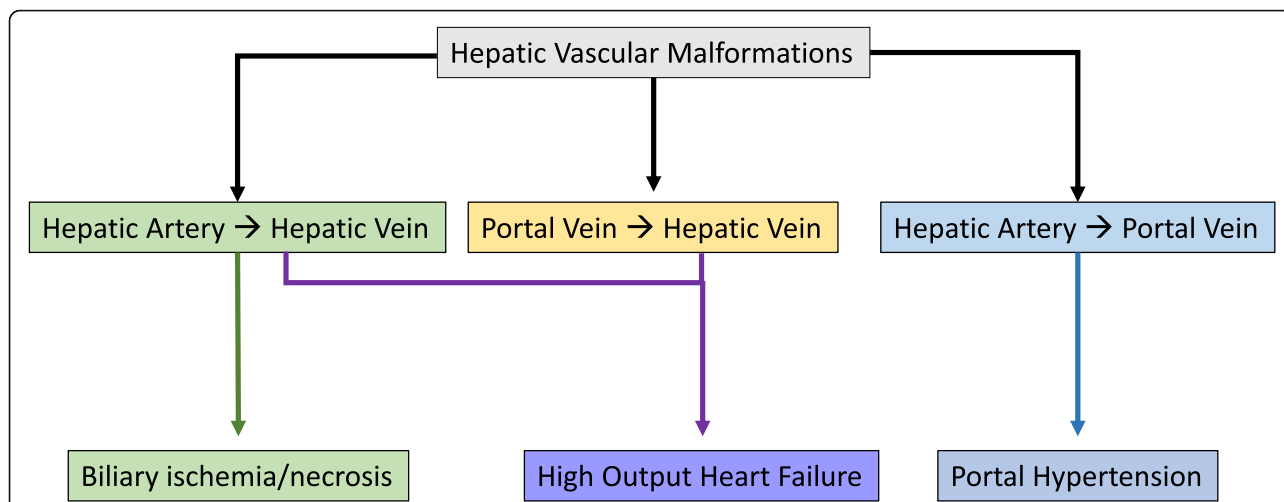 Hepatic Vascular Malformations
Hepatic Artery → Hepatic Vein
Portal Vein → Hepatic Vein
Hepatic Artery → Portal Vein
Biliary ischemia/necrosis
High Output Heart Failure
Portal Hypertension